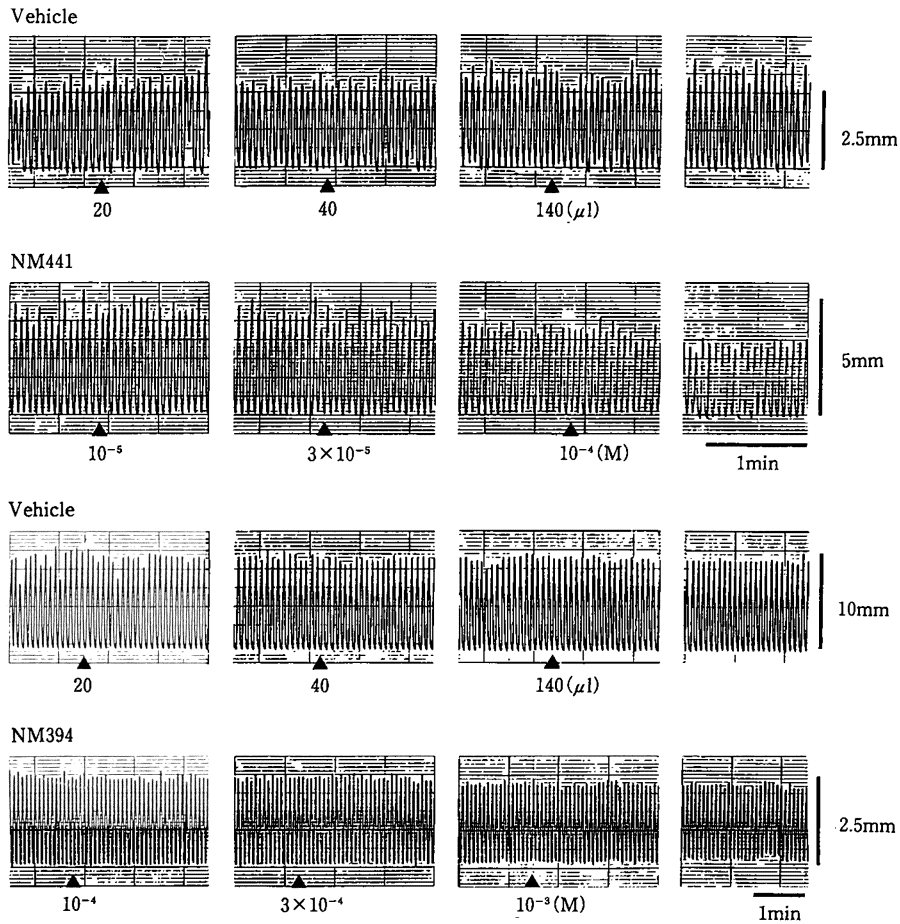 Vehicle
2.5mm
20 40 140(μl)
NM441
5mm
10⁻⁵ 3×10⁻⁵ 10⁻⁴(M)
1min
Vehicle
10mm
20 40 140(μl)
NM394
2.5mm
10⁻⁴ 3×10⁻⁴ 10⁻³(M)
1min